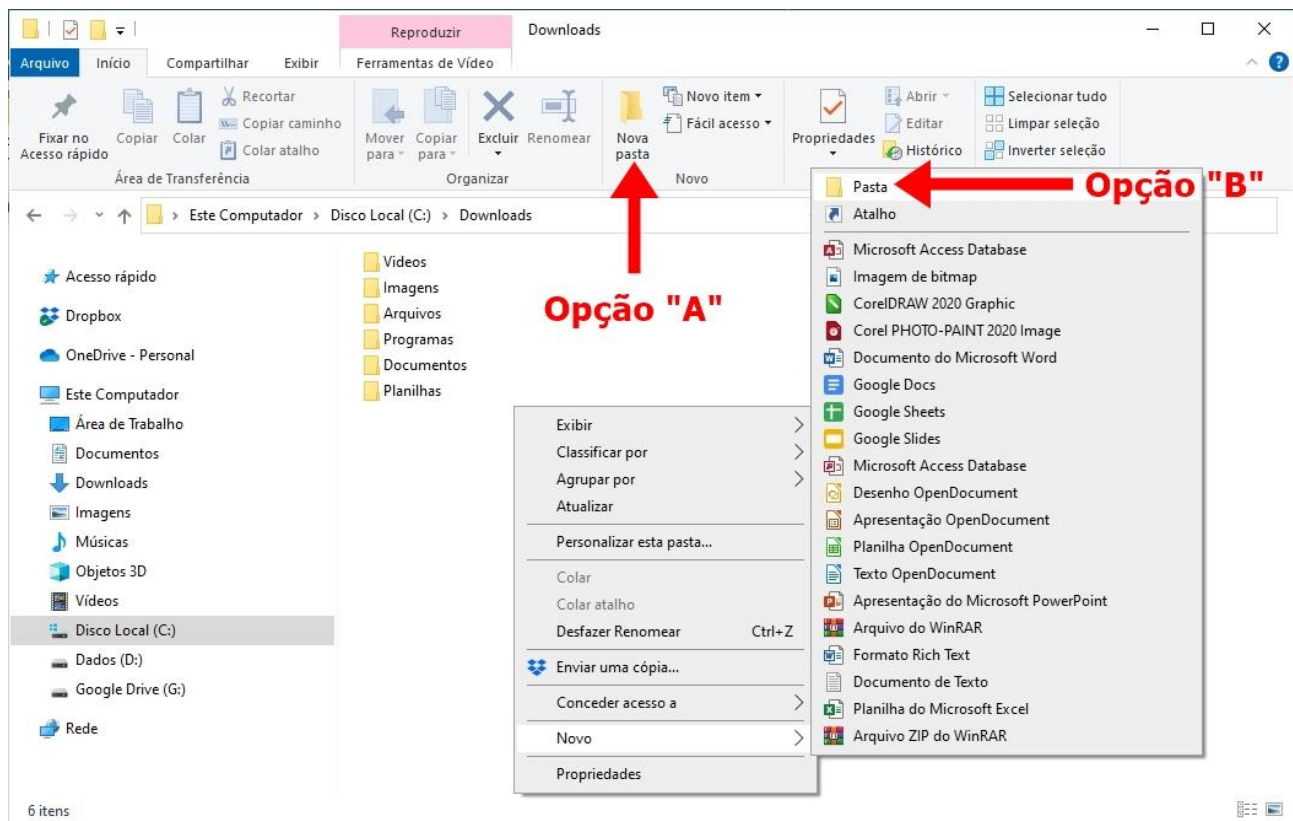 Reproduzir
Downloads
Arquivo
Início
Compartilhar
Exibir
Ferramentas de Vídeo
Fixar no
Acesso rápido
Copiar
Colar
Recortar
Copiar caminho
Colar atalho
Área de Transferência
Mover
para
Copiar
para
Excluir
Renomear
Organizar
Nova
pasta
Novo item
Fácil acesso
Novo
Propriedades
Abrir
Editar
Histórico
Selecionar tudo
Limpar seleção
Inverter seleção
Opção "A"
Opção "B"
Este Computador > Disco Local (C:) > Downloads
Acesso rápido
Dropbox
OneDrive - Personal
Este Computador
Área de Trabalho
Documentos
Downloads
Imagens
Músicas
Objetos 3D
Vídeos
Disco Local (C:)
Dados (D:)
Google Drive (G:)
Rede
Videos
Imagens
Arquivos
Programas
Documentos
Planilhas
Exibir
Classificar por
Agrupar por
Atualizar
Personalizar esta pasta...
Colar
Colar atalho
Desfazer Renomear Ctrl+Z
Enviar uma cópia...
Conceder acesso a
Novo
Propriedades
Pasta
Atalho
Microsoft Access Database
Imagem de bitmap
CorelDRAW 2020 Graphic
Corel PHOTO-PAINT 2020 Image
Documento do Microsoft Word
Google Docs
Google Sheets
Google Slides
Microsoft Access Database
Desenho OpenDocument
Apresentação OpenDocument
Planilha OpenDocument
Texto OpenDocument
Apresentação do Microsoft PowerPoint
Arquivo do WinRAR
Formato Rich Text
Documento de Texto
Planilha do Microsoft Excel
Arquivo ZIP do WinRAR
6 itens